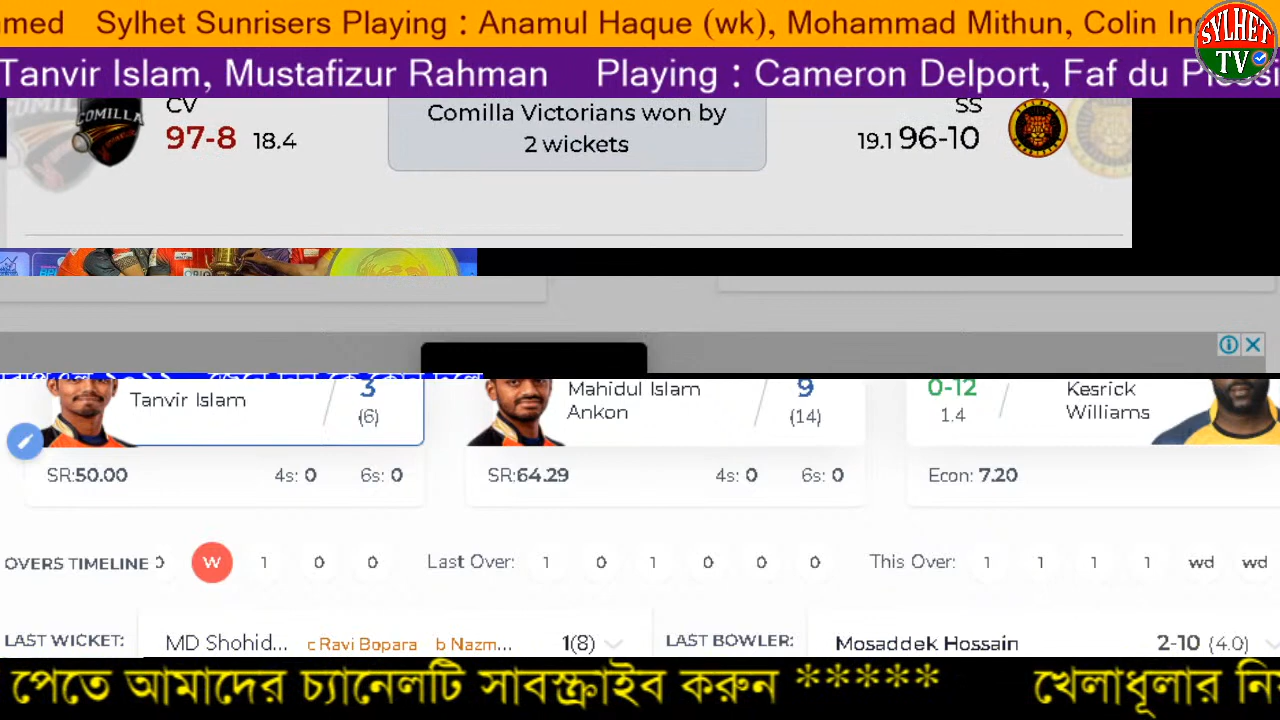 med Sylhet Sunrisers Playing : Anamul Haque (wk), Mohammad Mithun, Colin
SYLHET TV
Tanvir Islam, Mustafizur Rahman Playing : Cameron Delport, Faf du
CV
97-8 18.4
COMILLA
Comilla Victorians won by
2 wickets
SS
19.1 96-10
Tanvir Islam 3
(6)
Mahidul Islam
Ankon 9
(14)
0-12
1.4
Kesrick
Williams
SR:50.00 4s: 0 6s: 0
SR:64.29 4s: 0 6s: 0
Econ: 7.20
OVERS TIMELINE 0 W 1 0 0 Last Over: 1 0 1 0 0 0 This Over: 1 1 1 1 wd wd
LAST WICKET: MD Shohid... c Ravi Bopara b Nazm... 1(8) LAST BOWLER: Mosaddek Hossain 2-10 (4.0)
পেতে আমাদের চ্যানেলটি সাবস্ক্রাইব করুন ***** খেলাধূলার